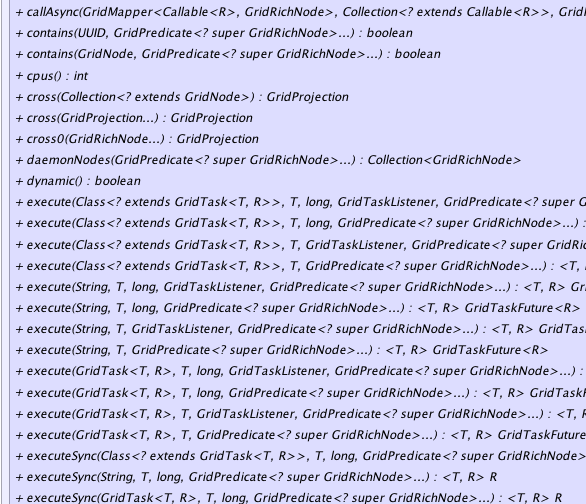 + callAsync(GridMapper<Callable<R>, GridRichNode>, Collection<? extends Callable<R>>, Grid
+ contains(UUID, GridPredicate<? super GridRichNode>...) : boolean
+ contains(GridNode, GridPredicate<? super GridRichNode>...) : boolean
+ cpus() : int
+ cross(Collection<? extends GridNode>) : GridProjection
+ cross(GridProjection...) : GridProjection
+ cross0(GridRichNode...) : GridProjection
+ daemonNodes(GridPredicate<? super GridRichNode>...) : Collection<GridRichNode>
+ dynamic() : boolean
+ execute(Class<? extends GridTask<T, R>>, T, long, GridTaskListener, GridPredicate<? super G
+ execute(Class<? extends GridTask<T, R>>, T, long, GridPredicate<? super GridRichNode>...) :
+ execute(Class<? extends GridTask<T, R>>, T, GridTaskListener, GridPredicate<? super GridRic
+ execute(Class<? extends GridTask<T, R>>, T, GridPredicate<? super GridRichNode>...) : <T,
+ execute(String, T, long, GridTaskListener, GridPredicate<? super GridRichNode>...) : <T, R> Gri
+ execute(String, T, long, GridPredicate<? super GridRichNode>...) : <T, R> GridTaskFuture<R>
+ execute(String, T, GridTaskListener, GridPredicate<? super GridRichNode>...) : <T, R> GridTas
+ execute(String, T, GridPredicate<? super GridRichNode>...) : <T, R> GridTaskFuture<R>
+ execute(GridTask<T, R>, T, long, GridTaskListener, GridPredicate<? super GridRichNode>...) :
+ execute(GridTask<T, R>, T, long, GridPredicate<? super GridRichNode>...) : <T, R> GridTaskF
+ execute(GridTask<T, R>, T, GridTaskListener, GridPredicate<? super GridRichNode>...) : <T, R
+ execute(GridTask<T, R>, T, GridPredicate<? super GridRichNode>...) : <T, R> GridTaskFuture
+ executeSync(Class<? extends GridTask<T, R>>, T, long, GridPredicate<? super GridRichNode>
+ executeSync(String, T, long, GridPredicate<? super GridRichNode>...) : <T, R> R
+ executeSync(GridTask<T, R>, T, long, GridPredicate<? super GridRichNode>...) : <T, R> R